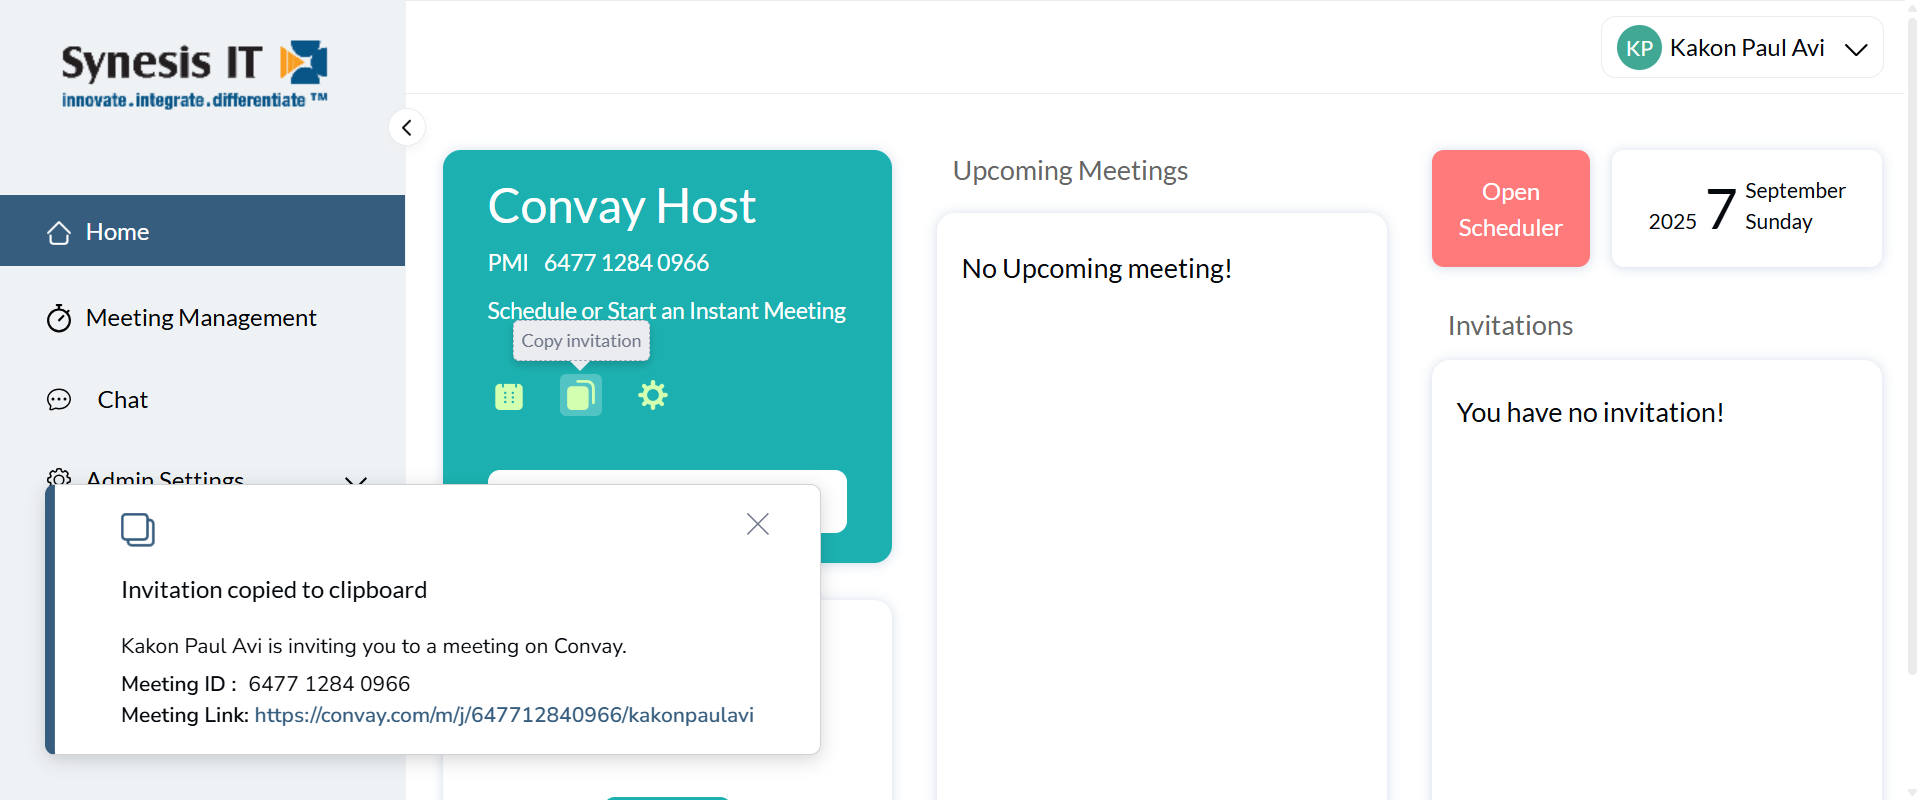 Synesis IT
innovate.integrate.differentiate ™
KP Kakon Paul Avi
Home
Meeting Management
Chat
Admin Settings
Convay Host
PMI 6477 1284 0966
Schedule or Start an Instant Meeting
Copy invitation
Upcoming Meetings
No Upcoming meeting!
Open
Scheduler
2025 7 September
Sunday
Invitations
You have no invitation!
Invitation copied to clipboard
Kakon Paul Avi is inviting you to a meeting on Convay.
Meeting ID : 6477 1284 0966
Meeting Link: https://convay.com/m/j/647712840966/kakonpaulavi